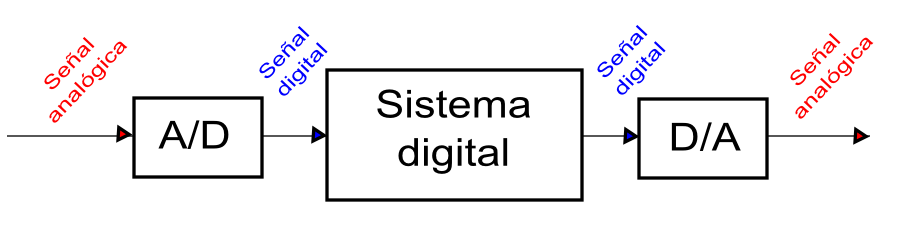 Señal
analógica
A/D
Señal
digital
Sistema
digital
Señal
digital
D/A
Señal
analógica